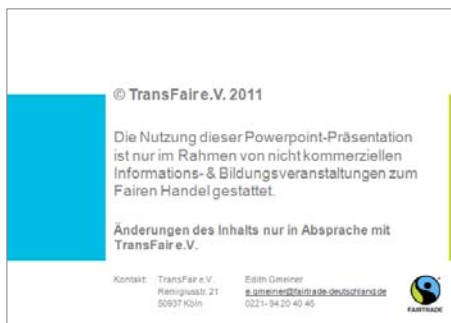 © TransFair e.V. 2011
Die Nutzung dieser Powerpoint-Präsentation
ist nur im Rahmen von nicht kommerziellen
Informations- & Bildungsveranstaltungen zum
Fairen Handel gestattet.
Änderungen des Inhalts nur in Absprache mit
TransFair e.V.
Kontakt: TransFair e.V. Edith Gmeiner
Remigiusstr. 21 e.gmeiner@fairtrade-deutschland.de
50937 Köln 0221- 94 20 40 46
FAIRTRADE